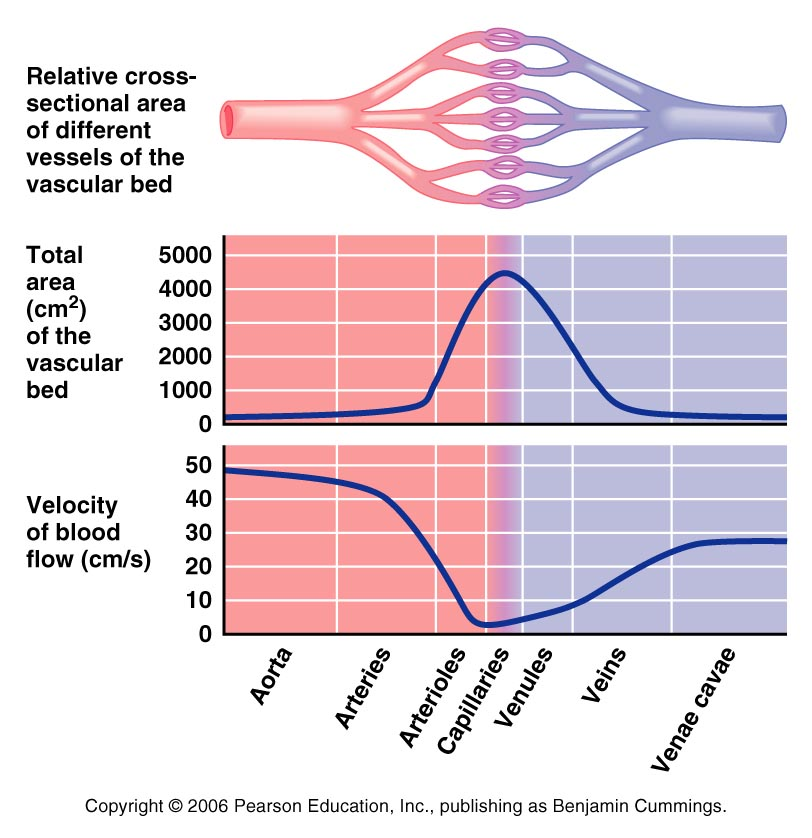 Relative cross-
sectional area
of different
vessels of the
vascular bed
Total
area
(cm²)
of the
vascular
bed
5000
4000
3000
2000
1000
0
Velocity
of blood
flow (cm/s)
50
40
30
20
10
0
Aorta
Arteries
Arterioles
Capillaries
Venules
Veins
Venae cavae
Copyright © 2006 Pearson Education, Inc., publishing as Benjamin Cummings.